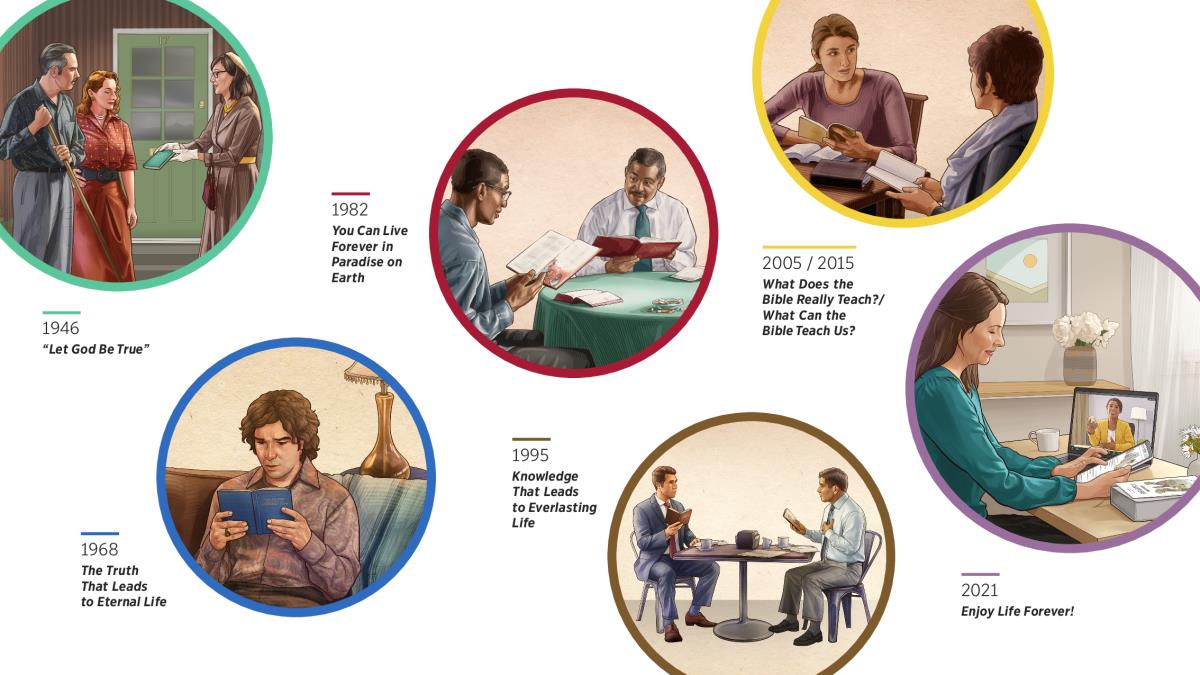 1946
“Let God Be True”
1968
The Truth
That Leads
to Eternal Life
1982
You Can Live
Forever in
Paradise on
Earth
1995
Knowledge
That Leads
to Everlasting
Life
2005 / 2015
What Does the
Bible Really Teach?/
What Can the
Bible Teach Us?
2021
Enjoy Life Forever!